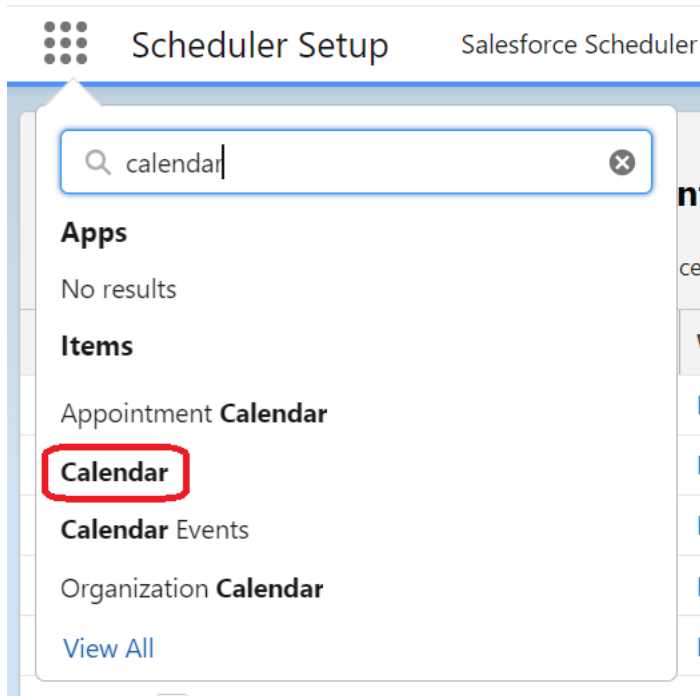 Scheduler Setup Salesforce Scheduler
calendar
Apps
No results
Items
Appointment Calendar
Calendar
Calendar Events
Organization Calendar
View All